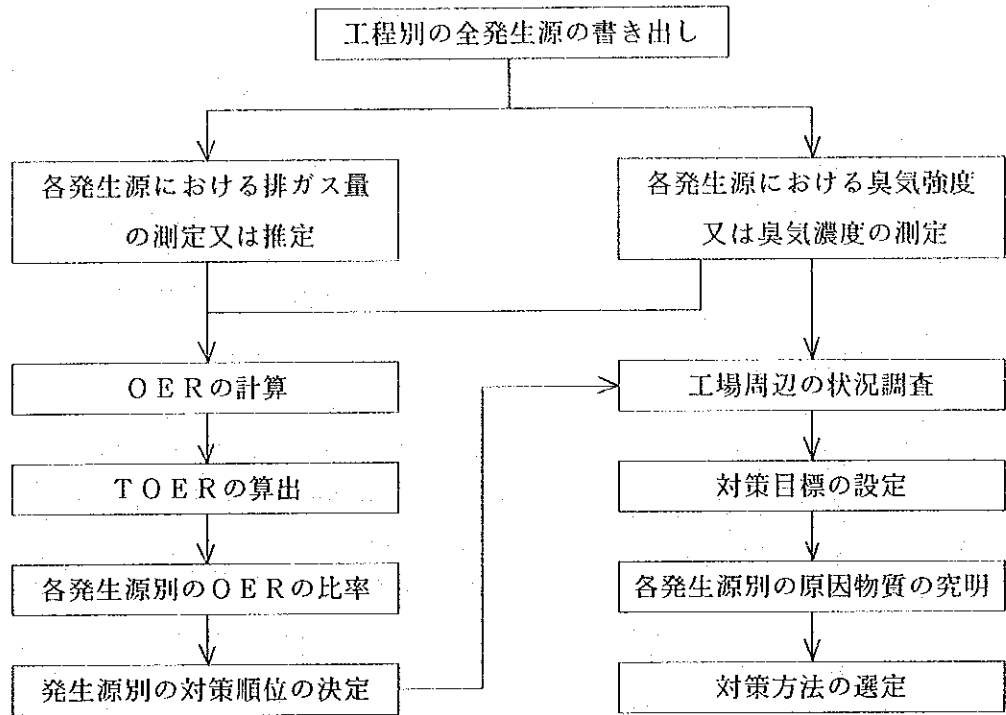 工程別の全発生源の書き出し
各発生源における排ガス量
の測定又は推定
各発生源における臭気強度
又は臭気濃度の測定
OERの計算
TOERの算出
各発生源別のOERの比率
発生源別の対策順位の決定
工場周辺の状況調査
対策目標の設定
各発生源別の原因物質の究明
対策方法の選定